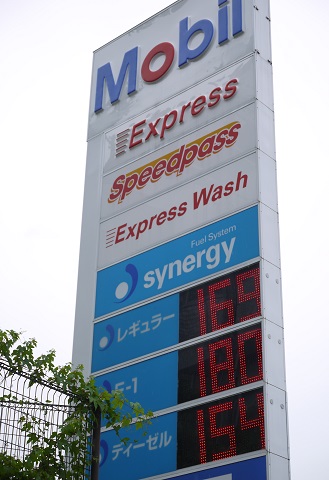 Mobil
Express
Speedpass
Express Wash
Fuel System
synergy
レギュラー 169
F-1 180
ディーゼル 154